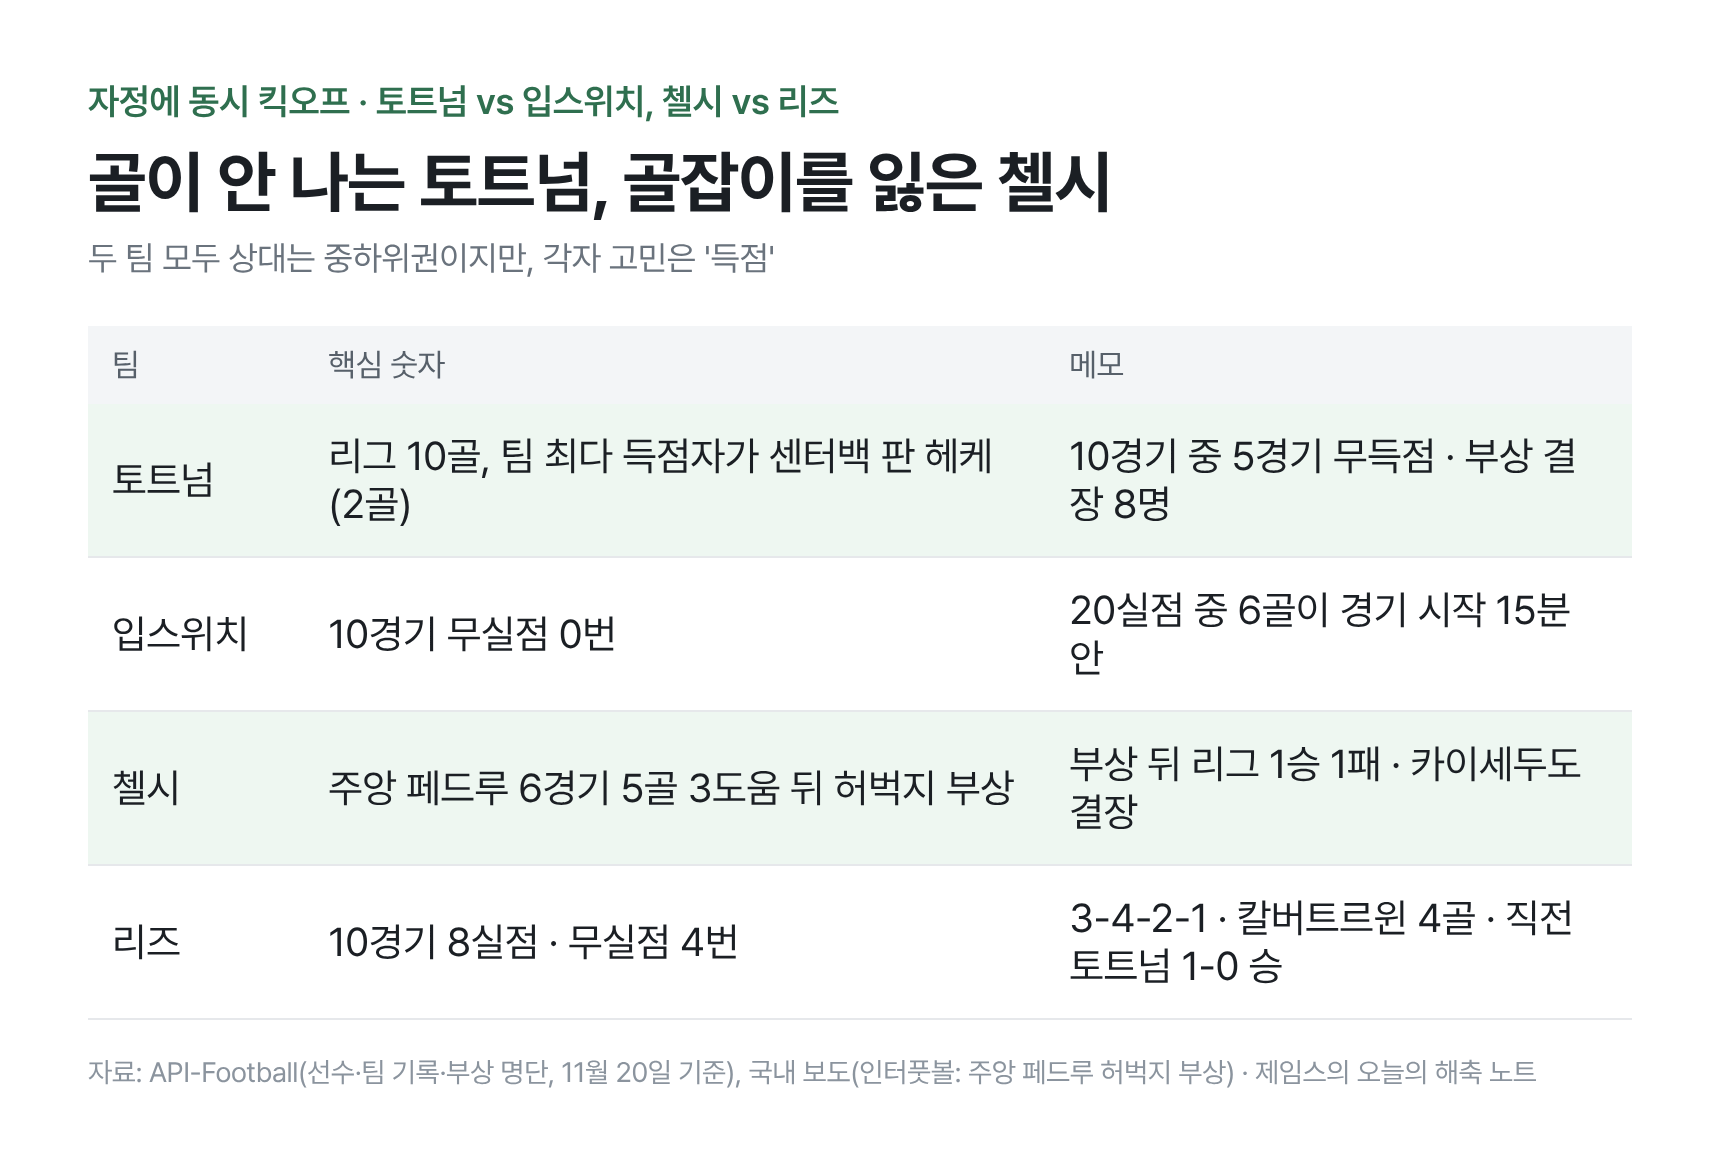 자정에 동시 킥오프 · 토트넘 vs 입스위치, 첼시 vs 리즈
골이 안 나는 토트넘, 골잡이를 잃은 첼시
두 팀 모두 상대는 중하위권이지만, 각자 고민은 '득점'
팀 핵심 숫자 메모
토트넘 리그 10골, 팀 최다 득점자가 센터백 판 헤케 (2골) 10경기 중 5경기 무득점 · 부상 결장 8명
입스위치 10경기 무실점 0번 20실점 중 6골이 경기 시작 15분 안
첼시 주앙 페드루 6경기 5골 3도움 뒤 허벅지 부상 부상 뒤 리그 1승 1패 · 카이세두도 결장
리즈 10경기 8실점 · 무실점 4번 3-4-2-1 · 칼버트르윈 4골 · 직전 토트넘 1-0 승
자료: API-Football(선수·팀 기록·부상 명단, 11월 20일 기준), 국내 보도(인터풋볼: 주앙 페드루 허벅지 부상) · 제임스의 오늘의 해축 노트